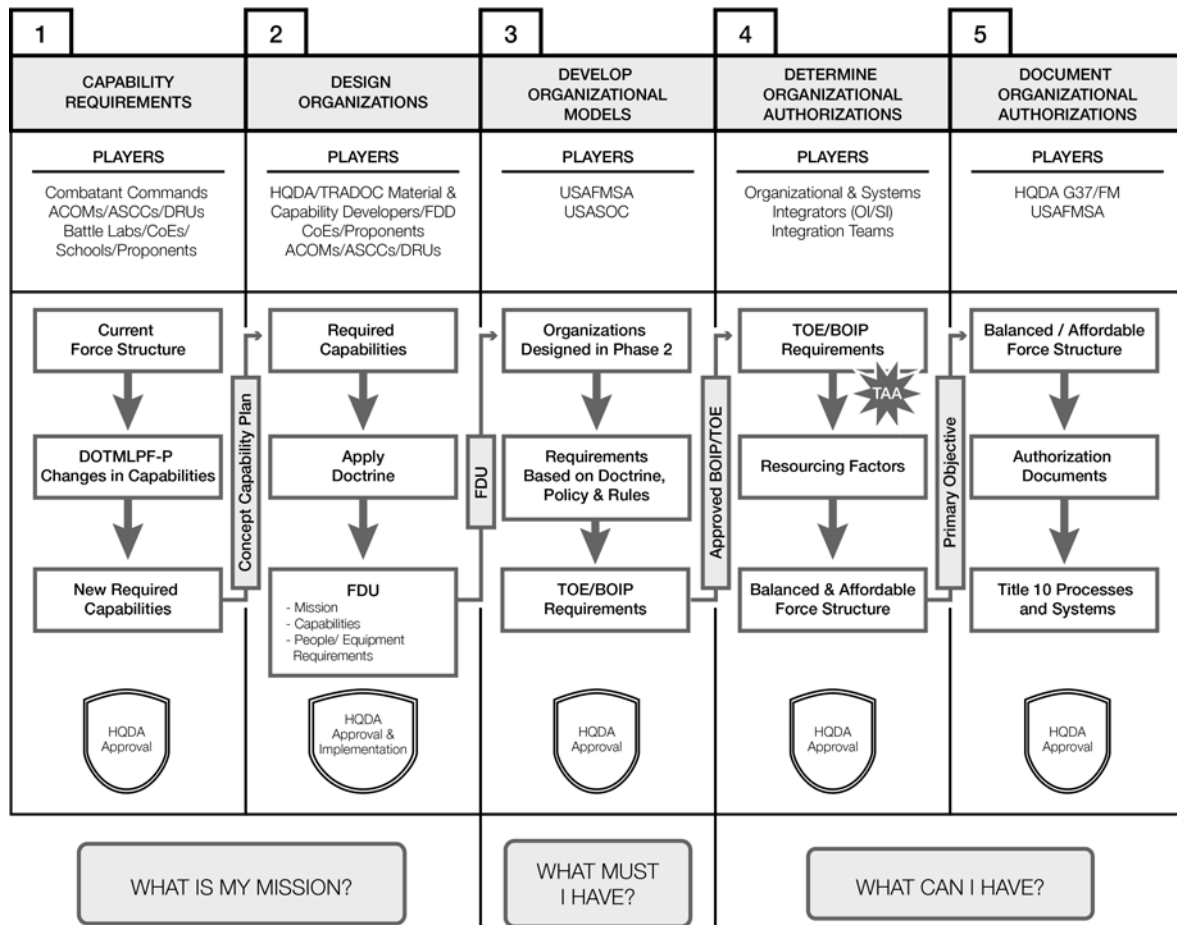 1
CAPABILITY
REQUIREMENTS
PLAYERS
Combatant Commands
ACOMs/ASCCs/DRUs
Battle Labs/CoEs/
Schools/Proponents
Current
Force Structure
DOTMLPF-P
Changes in Capabilities
New Required
Capabilities
HQDA
Approval
Concept Capability Plan
2
DESIGN
ORGANIZATIONS
PLAYERS
HQDA/TRADOC Material &
Capability Developers/FDD
CoEs/Proponents
ACOMs/ASCCs/DRUs
Required
Capabilities
Apply
Doctrine
FDU
- Mission
- Capabilities
- People/ Equipment
Requirements
HQDA
Approval &
Implementation
FDU
3
DEVELOP
ORGANIZATIONAL
MODELS
PLAYERS
USAFMSA
USASOC
Organizations
Designed in Phase 2
Requirements
Based on Doctrine,
Policy & Rules
TOE/BOIP
Requirements
HQDA
Approval
Approved BOIP/TOE
4
DETERMINE
ORGANIZATIONAL
AUTHORIZATIONS
PLAYERS
Organizational & Systems
Integrators (OI/SI)
Integration Teams
TOE/BOIP
Requirements
TAA
Resourcing Factors
Balanced & Affordable
Force Structure
HQDA
Approval
Primary Objective
5
DOCUMENT
ORGANIZATIONAL
AUTHORIZATIONS
PLAYERS
HQDA G37/FM
USAFMSA
Balanced / Affordable
Force Structure
Authorization
Documents
Title 10 Processes
and Systems
HQDA
Approval
WHAT IS MY MISSION?
WHAT MUST
I HAVE?
WHAT CAN I HAVE?